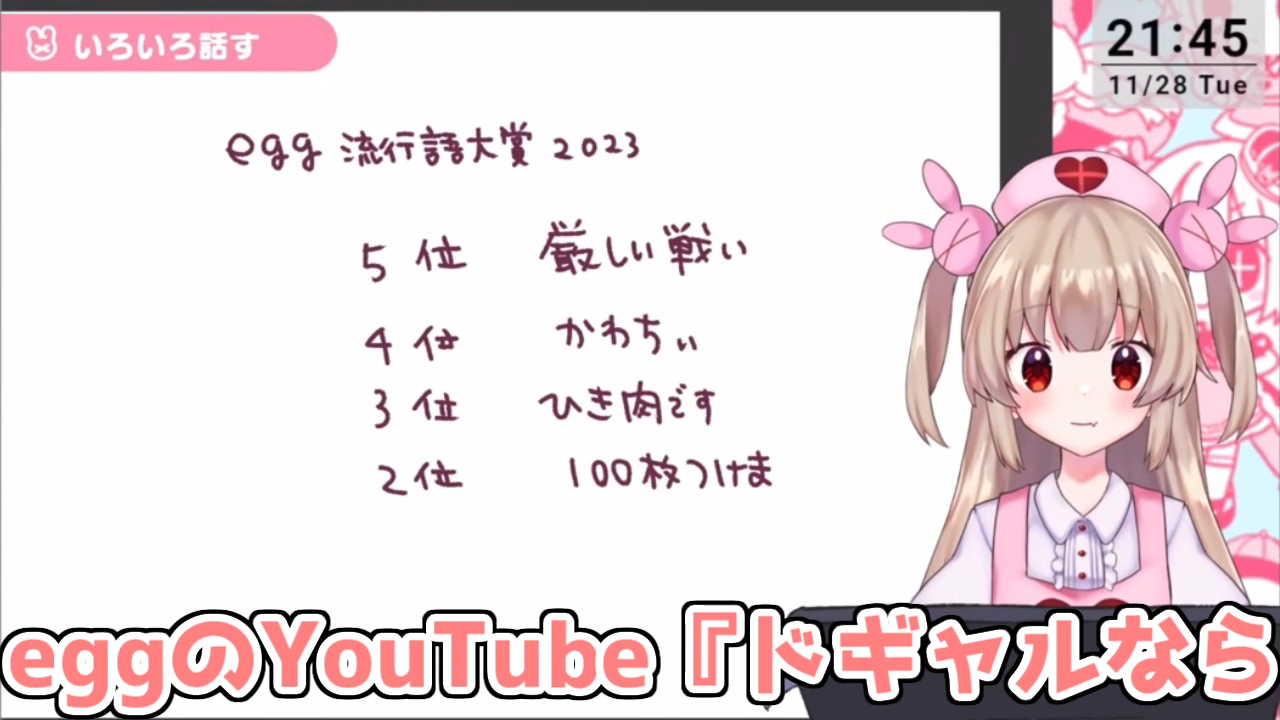 いろいろ話す
21:45
11/28 Tue
egg 流行語大賞 2023
5位 厳しい戦い
4位 かわちぃ
3位 ひき肉です
2位 100枚つけま
eggのYouTube『ドギャルなら